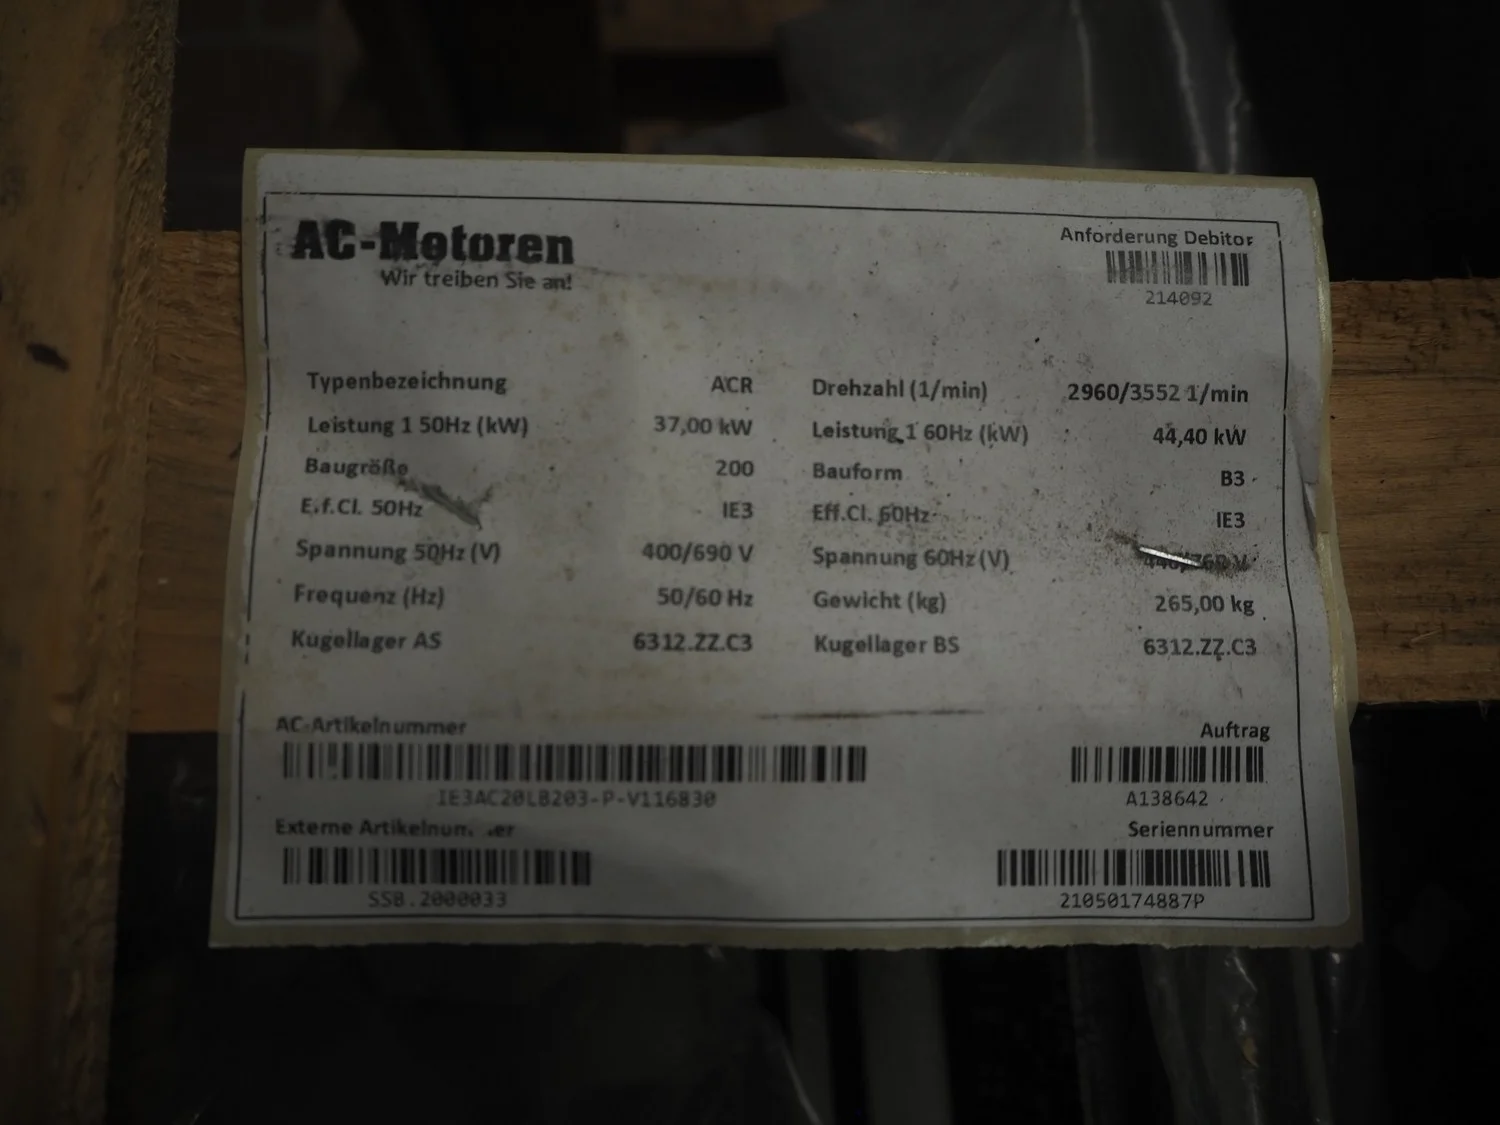 AC-Motoren
Wir treiben Sie an!
Anforderung Debitor
214092
Typenbezeichnung ACR Drehzahl (1/min) 2960/3552 1/min
Leistung 1 50Hz (kW) 37,00 kW Leistung 1 60Hz (kW) 44,40 kW
Baugröße 200 Bauform B3
Eff.Cl. 50Hz IE3 Eff.Cl. 60Hz IE3
Spannung 50Hz (V) 400/690 V Spannung 60Hz (V)
Frequenz (Hz) 50/60 Hz Gewicht (kg) 265,00 kg
Kugellager AS 6312.ZZ.C3 Kugellager BS 6312.ZZ.C3
AC-Artikelnummer Auftrag
IE3AC20LB203-P-V116830 A138642
Externe Artikelnummer Seriennummer
SSB.2000033 21050174887P